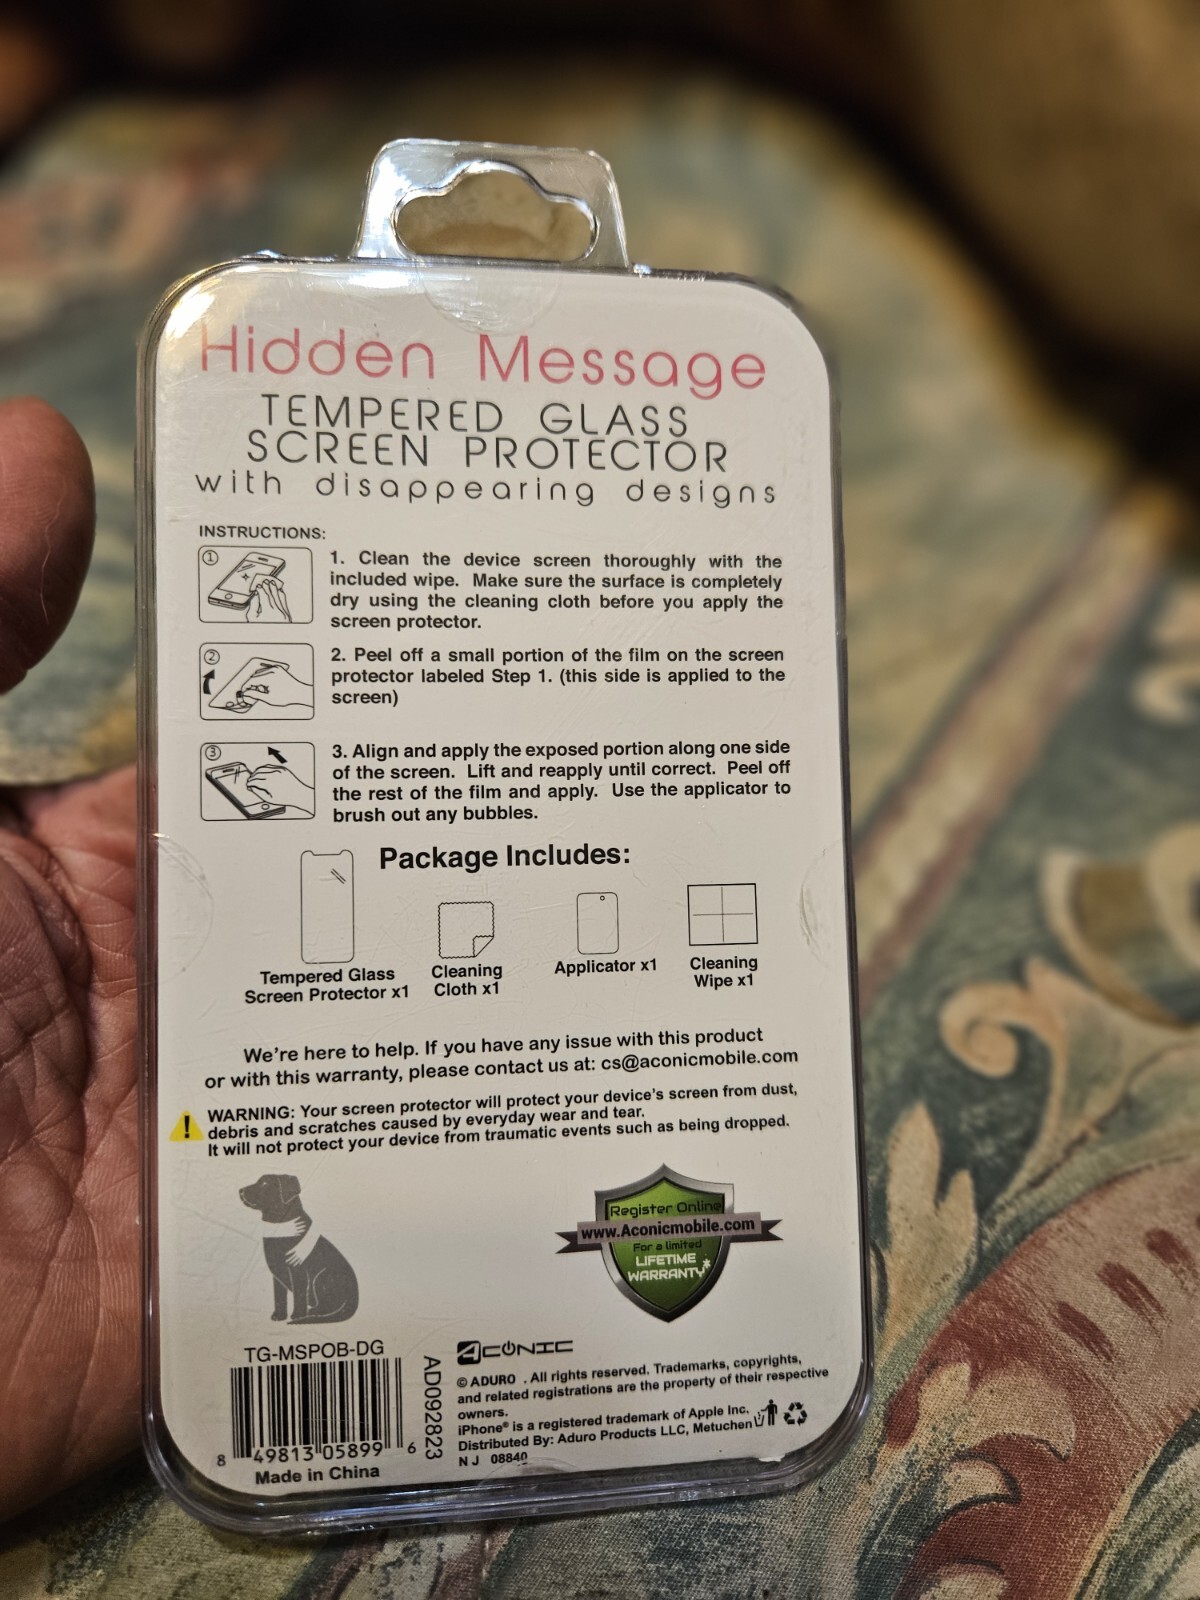 Hidden Message
TEMPERED GLASS
SCREEN PROTECTOR
with disappearing designs
INSTRUCTIONS:
1
1. Clean the device screen thoroughly with the
included wipe. Make sure the surface is completely
dry using the cleaning cloth before you apply the
screen protector.
2
2. Peel off a small portion of the film on the screen
protector labeled Step 1. (this side is applied to the
screen)
3
3. Align and apply the exposed portion along one side
of the screen. Lift and reapply until correct. Peel off
the rest of the film and apply. Use the applicator to
brush out any bubbles.
Package Includes:
Tempered Glass
Screen Protector x1
Cleaning
Cloth x1
Applicator x1
Cleaning
Wipe x1
We're here to help. If you have any issue with this product
or with this warranty, please contact us at: cs@aconicmobile.com
! WARNING: Your screen protector will protect your device's screen from dust,
debris and scratches caused by everyday wear and tear.
It will not protect your device from traumatic events such as being dropped.
Register Online
www.Aconicmobile.com
For a limited
LIFETIME
WARRANTY*
TG-MSPOB-DG
8 49813 05899 6
Made in China
AD092823
ACONIC
© ADURO . All rights reserved. Trademarks, copyrights,
and related registrations are the property of their respective
owners.
iPhone® is a registered trademark of Apple Inc.
Distributed By: Aduro Products LLC, Metuchen
NJ 08840